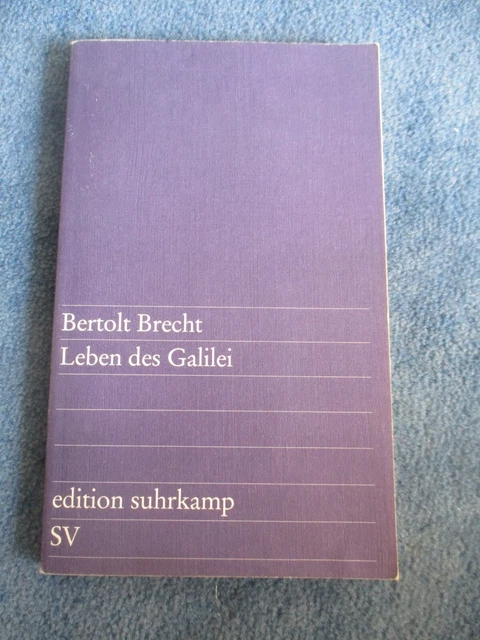 Bertolt Brecht
Leben des Galilei
edition suhrkamp
SV